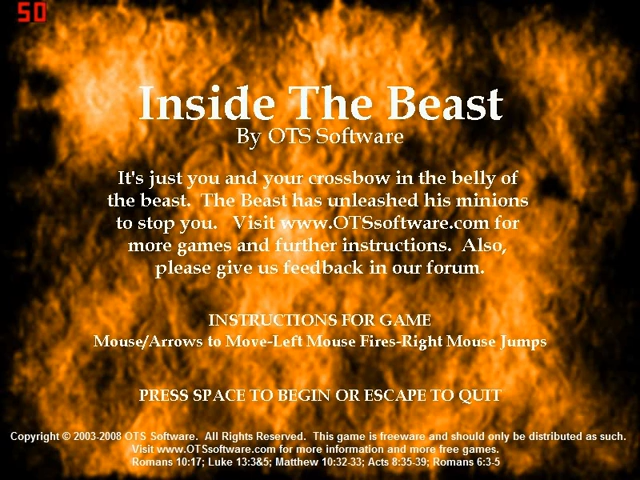 50
Inside The Beast
By OTS Software
It's just you and your crossbow in the belly of
the beast.  The Beast has unleashed his minions
to stop you.   Visit www.OTSsoftware.com for
more games and further instructions.  Also,
please give us feedback in our forum.
INSTRUCTIONS FOR GAME
Mouse/Arrows to Move-Left Mouse Fires-Right Mouse Jumps
PRESS SPACE TO BEGIN OR ESCAPE TO QUIT
Copyright © 2003-2008 OTS Software.  All Rights Reserved.  This game is freeware and should only be distributed as such.
Visit www.OTSsoftware.com for more information and more free games.
Romans 10:17; Luke 13:3&5; Matthew 10:32-33; Acts 8:35-39; Romans 6:3-5